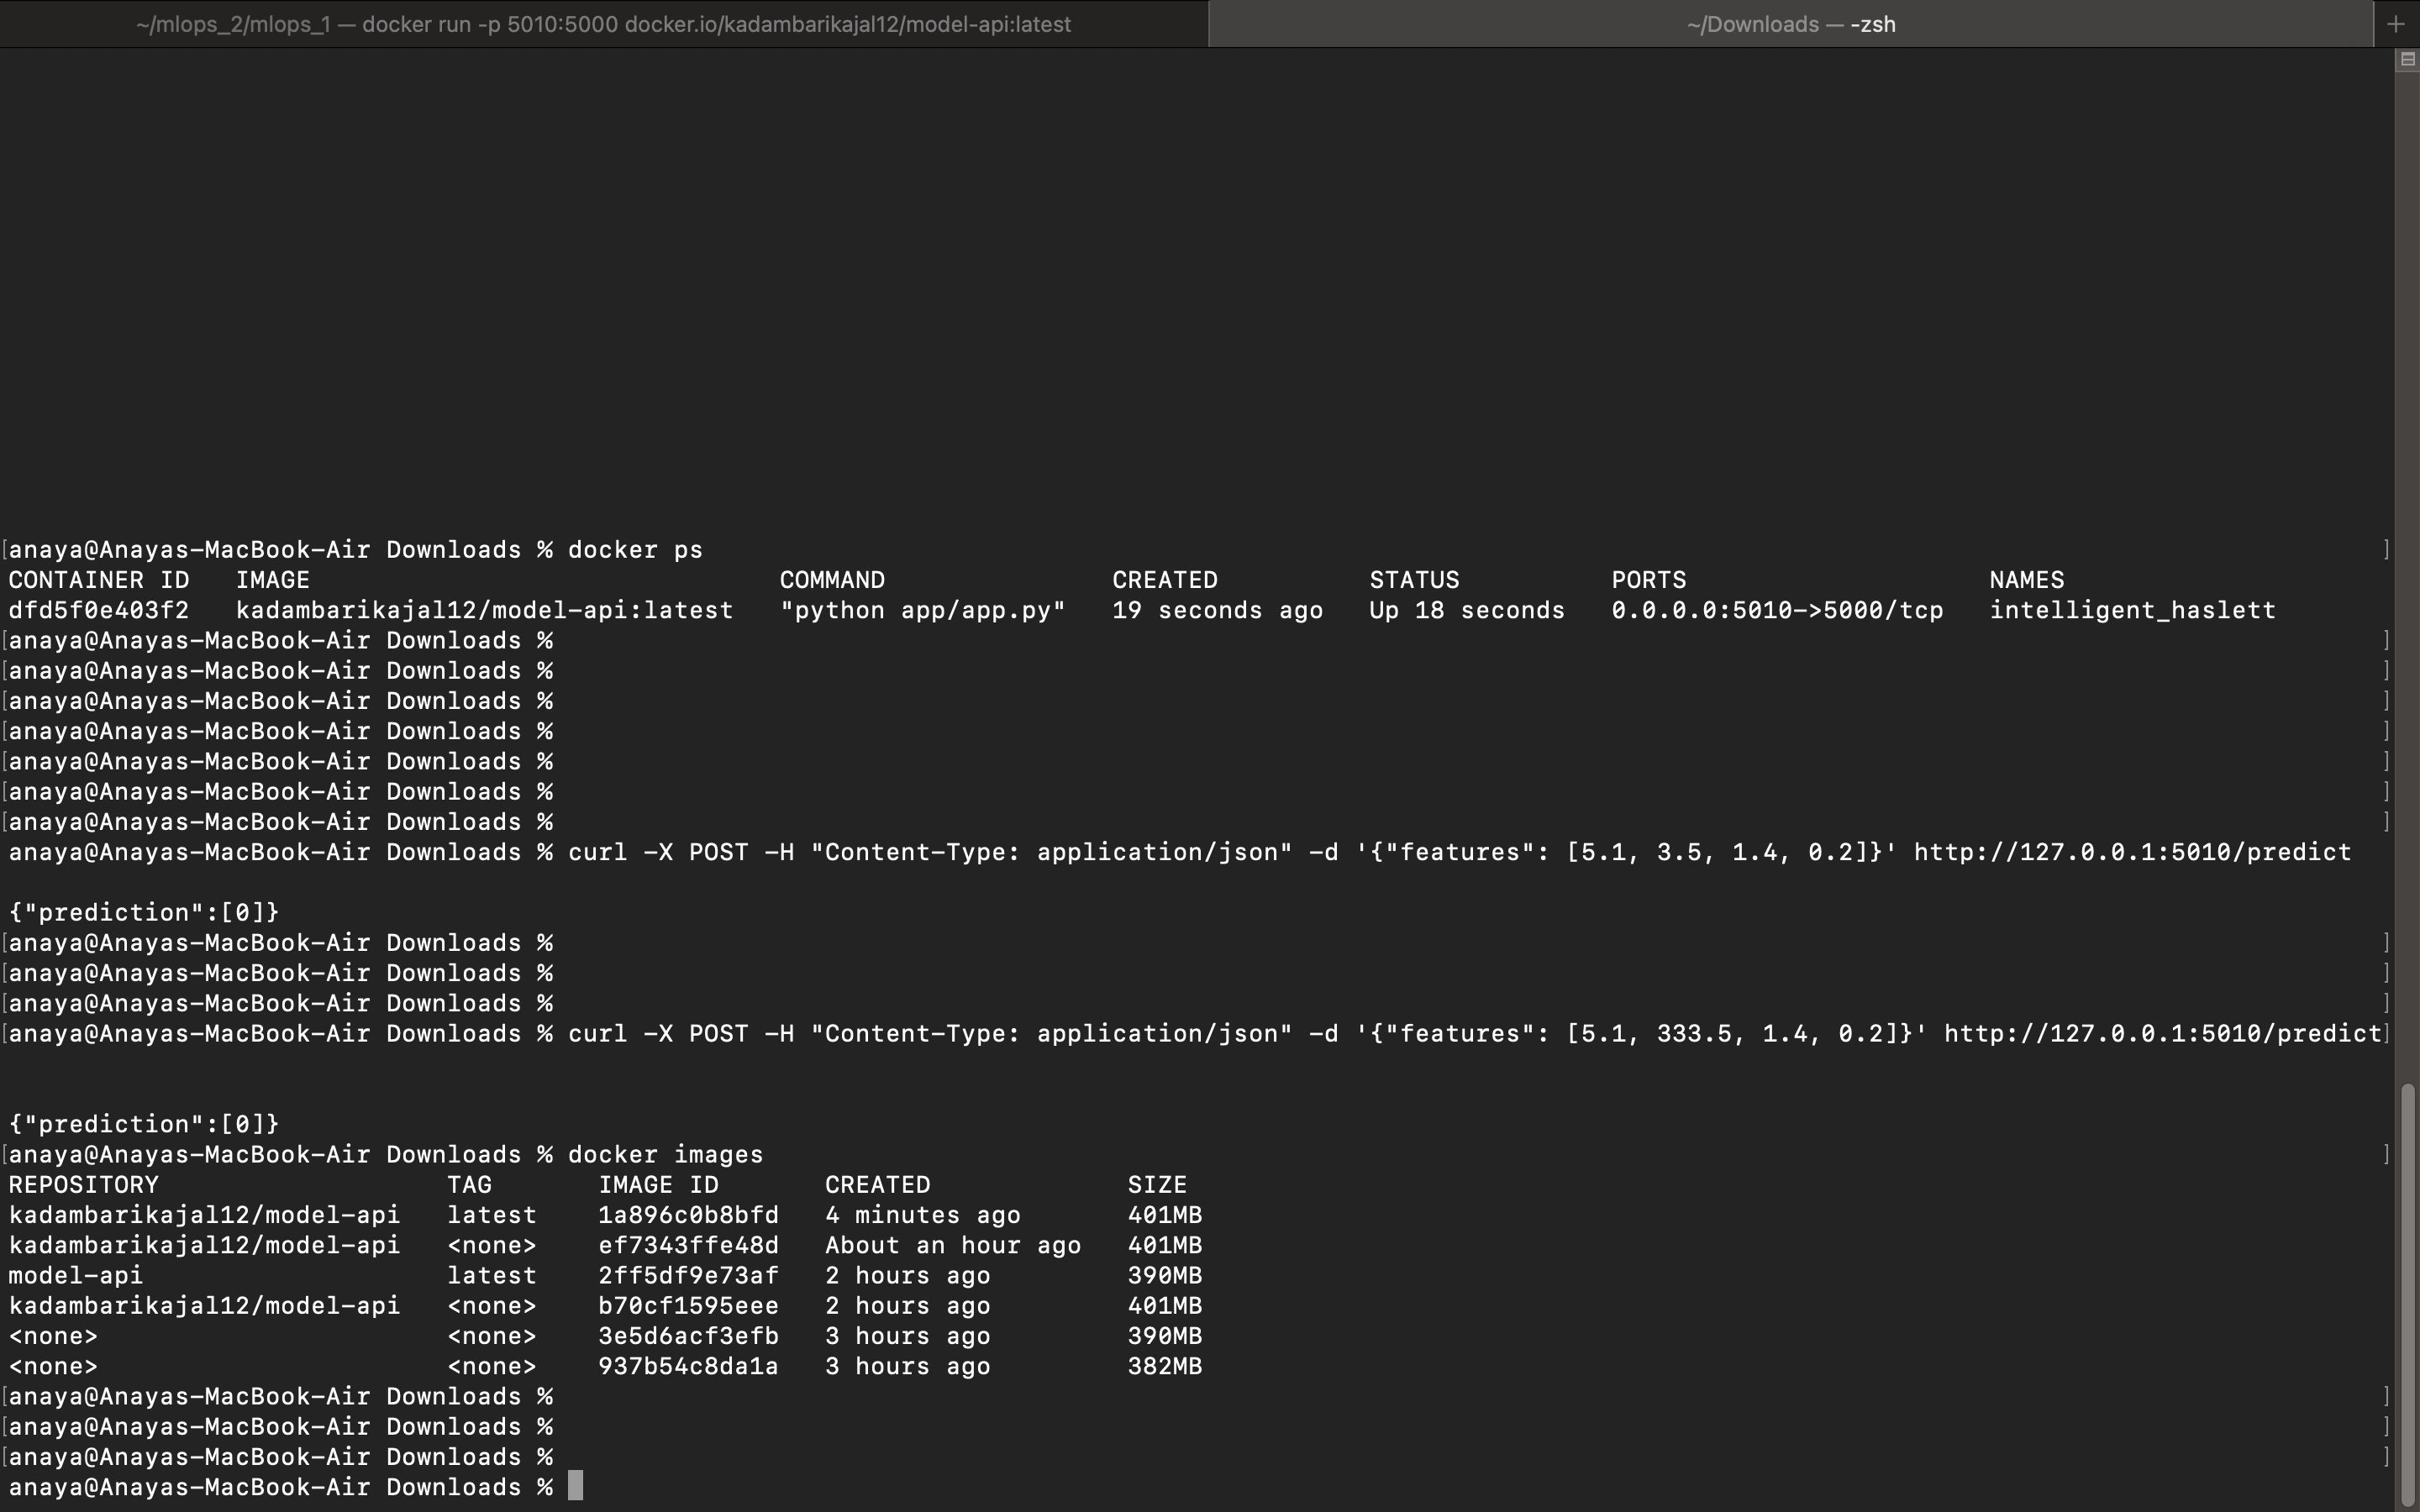 ~/mlops_2/mlops_1 — docker run -p 5010:5000 docker.io/kadambarikajal12/model-api:latest
~/Downloads — -zsh
[anaya@Anayas-MacBook-Air Downloads % docker ps ]
CONTAINER ID IMAGE COMMAND CREATED STATUS PORTS NAMES
dfd5f0e403f2 kadambarikajal12/model-api:latest "python app/app.py" 19 seconds ago Up 18 seconds 0.0.0.0:5010->5000/tcp intelligent_haslett
[anaya@Anayas-MacBook-Air Downloads % ]
[anaya@Anayas-MacBook-Air Downloads % ]
[anaya@Anayas-MacBook-Air Downloads % ]
[anaya@Anayas-MacBook-Air Downloads % ]
[anaya@Anayas-MacBook-Air Downloads % ]
[anaya@Anayas-MacBook-Air Downloads % ]
[anaya@Anayas-MacBook-Air Downloads % ]
anaya@Anayas-MacBook-Air Downloads % curl -X POST -H "Content-Type: application/json" -d '{"features": [5.1, 3.5, 1.4, 0.2]}' http://127.0.0.1:5010/predict
{"prediction":[0]}
[anaya@Anayas-MacBook-Air Downloads % ]
[anaya@Anayas-MacBook-Air Downloads % ]
[anaya@Anayas-MacBook-Air Downloads % ]
[anaya@Anayas-MacBook-Air Downloads % curl -X POST -H "Content-Type: application/json" -d '{"features": [5.1, 333.5, 1.4, 0.2]}' http://127.0.0.1:5010/predict]
{"prediction":[0]}
[anaya@Anayas-MacBook-Air Downloads % docker images ]
REPOSITORY TAG IMAGE ID CREATED SIZE
kadambarikajal12/model-api latest 1a896c0b8bfd 4 minutes ago 401MB
kadambarikajal12/model-api <none> ef7343ffe48d About an hour ago 401MB
model-api latest 2ff5df9e73af 2 hours ago 390MB
kadambarikajal12/model-api <none> b70cf1595eee 2 hours ago 401MB
<none> <none> 3e5d6acf3efb 3 hours ago 390MB
<none> <none> 937b54c8da1a 3 hours ago 382MB
[anaya@Anayas-MacBook-Air Downloads % ]
[anaya@Anayas-MacBook-Air Downloads % ]
[anaya@Anayas-MacBook-Air Downloads % ]
anaya@Anayas-MacBook-Air Downloads %